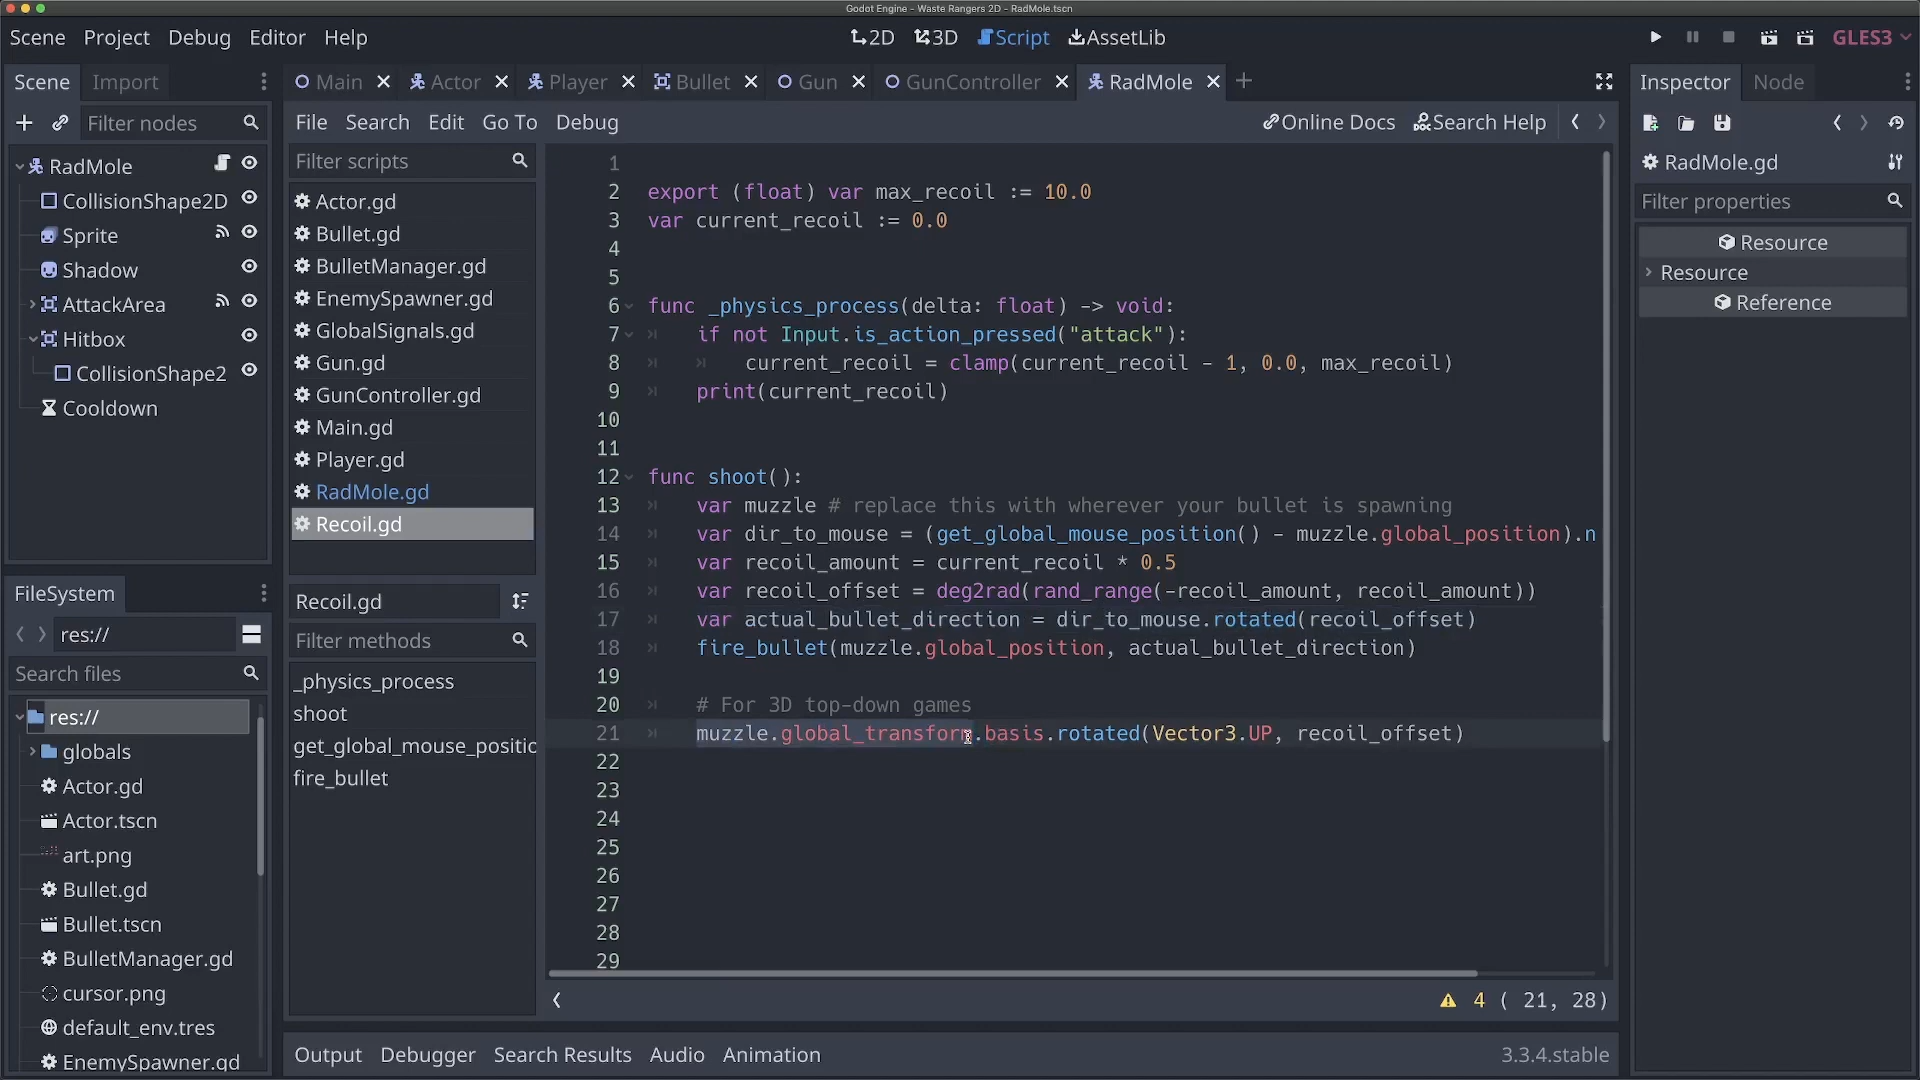 Godot Engine - Waste Rangers 2D - RadMole.tscn
Scene Project Debug Editor Help
2D 3D Script AssetLib
GLES3
Scene Import
Main Actor Player Bullet Gun GunController RadMole
Inspector Node
Filter nodes
File Search Edit Go To Debug
Online Docs Search Help
RadMole
CollisionShape2D
Sprite
Shadow
AttackArea
Hitbox
CollisionShape2
Cooldown
Filter scripts
Actor.gd
Bullet.gd
BulletManager.gd
EnemySpawner.gd
GlobalSignals.gd
Gun.gd
GunController.gd
Main.gd
Player.gd
RadMole.gd
Recoil.gd
Recoil.gd
Filter methods
_physics_process
shoot
get_global_mouse_positic
fire_bullet
1
2 export (float) var max_recoil := 10.0
3 var current_recoil := 0.0
4
5
6 func _physics_process(delta: float) -> void:
7 if not Input.is_action_pressed("attack"):
8 current_recoil = clamp(current_recoil - 1, 0.0, max_recoil)
9 print(current_recoil)
10
11
12 func shoot():
13 var muzzle # replace this with wherever your bullet is spawning
14 var dir_to_mouse = (get_global_mouse_position() - muzzle.global_position).n
15 var recoil_amount = current_recoil * 0.5
16 var recoil_offset = deg2rad(rand_range(-recoil_amount, recoil_amount))
17 var actual_bullet_direction = dir_to_mouse.rotated(recoil_offset)
18 fire_bullet(muzzle.global_position, actual_bullet_direction)
19
20 # For 3D top-down games
21 muzzle.global_transform.basis.rotated(Vector3.UP, recoil_offset)
22
23
24
25
26
27
28
29
4 ( 21, 28)
RadMole.gd
Filter properties
Resource
Resource
Reference
FileSystem
res://
Search files
res://
globals
Actor.gd
Actor.tscn
art.png
Bullet.gd
Bullet.tscn
BulletManager.gd
cursor.png
default_env.tres
EnemySpawner.gd
Output Debugger Search Results Audio Animation
3.3.4.stable